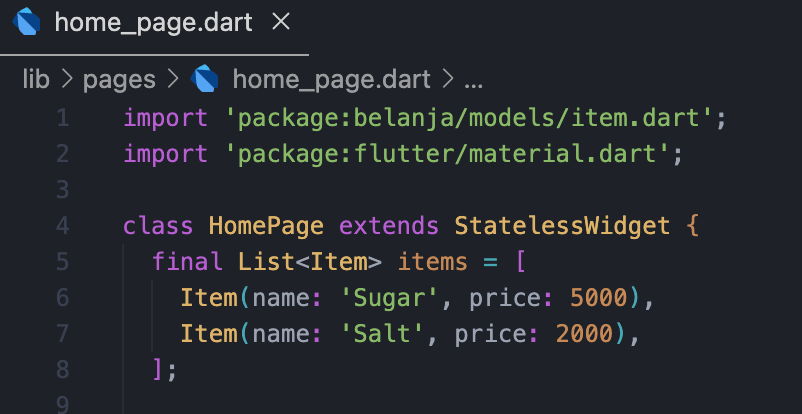 home_page.dart ×
lib > pages > home_page.dart > ...
1 import 'package:belanja/models/item.dart';
2 import 'package:flutter/material.dart';
3
4 class HomePage extends StatelessWidget {
5 final List<Item> items = [
6 Item(name: 'Sugar', price: 5000),
7 Item(name: 'Salt', price: 2000),
8 ];
9